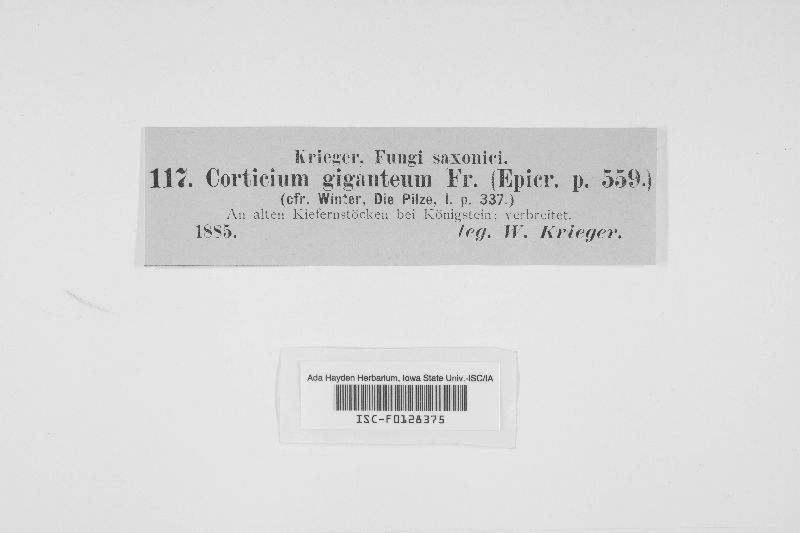 Krieger, Fungi saxonici.
117. Corticium giganteum Fr. (Epicr. p. 559.)
(cfr. Winter, Die Pilze, I. p. 337.)
An alten Kiefernstöcken bei Königstein; verbreitet.
1885. leg. W. Krieger.
Ada Hayden Herbarium, Iowa State Univ.-ISC/IA
ISC-F0128375